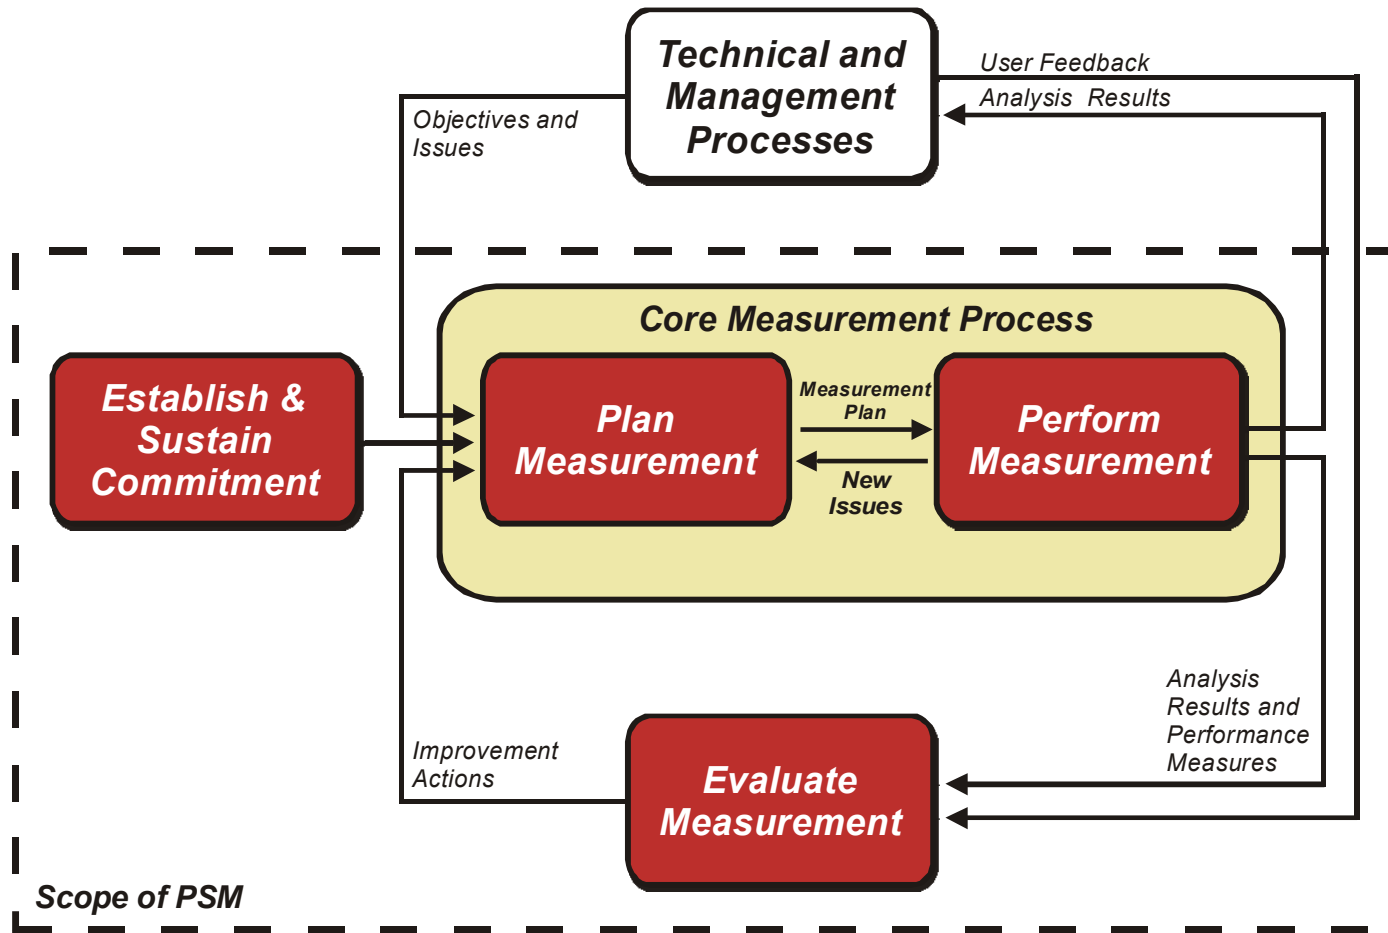 Technical and
Management
Processes
User Feedback
Analysis Results
Objectives and
Issues
Core Measurement Process
Establish &
Sustain
Commitment
Plan
Measurement
Measurement
Plan
New
Issues
Perform
Measurement
Analysis
Results and
Performance
Measures
Improvement
Actions
Evaluate
Measurement
Scope of PSM